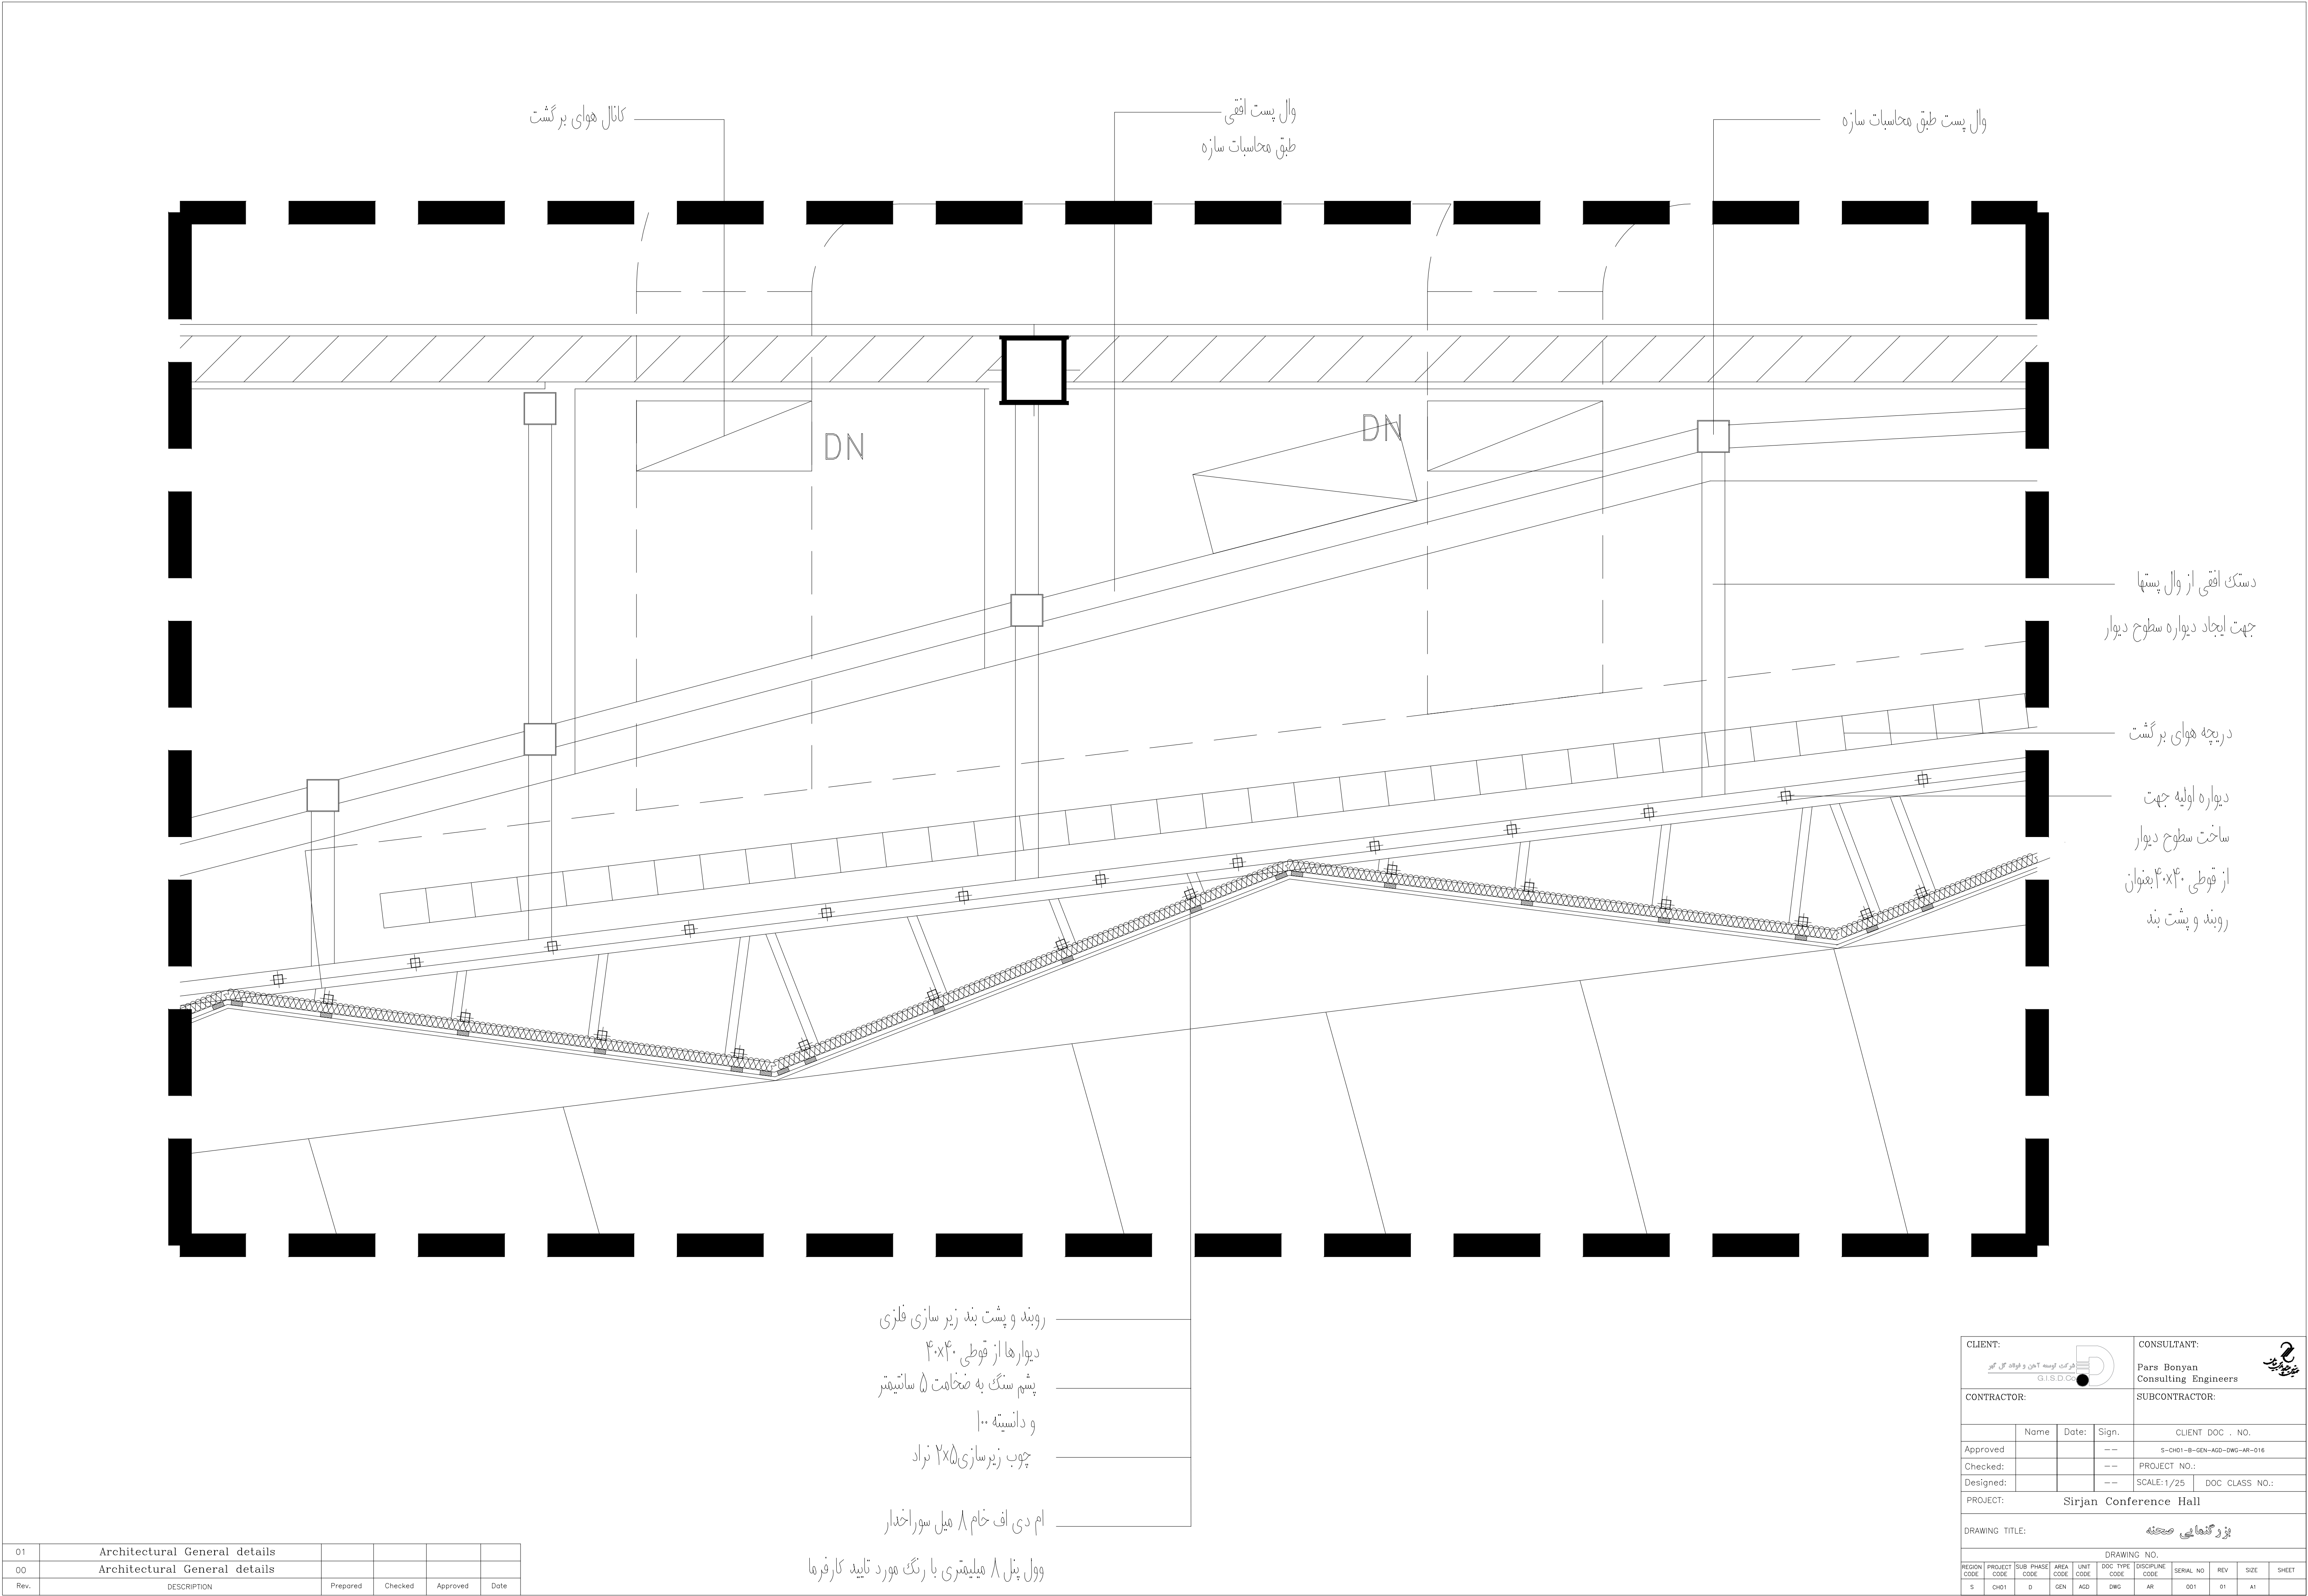 کانال هوای برگشت
وال پست افقی
طبق محاسبات سازه
وال پست طبق محاسبات سازه
DN
DN
دستک افقی از وال پستها
جهت ایجاد دیواره سطوح دیوار
دریچه هوای برگشت
دیواره اولیه جهت
ساخت سطوح دیوار
از قوطی ۴۰x۴۰ بعنوان
روبند و پشت بند
روبند و پشت بند زیر سازی فلزی
دیوارها از قوطی ۴۰x۴۰
پشم سنگ به ضخامت ۵ سانتیمتر
و دانسیته ۱۰۰
چوب زیرسازی ۲x۵ نراد
ام دی اف خام ۸ میل سوراخدار
وول پنل ۸ میلیمتری با رنگ مورد تایید کارفرما
CLIENT:
شرکت توسعه آهن و فولاد گل گهر
G.I.S.D.Co
CONSULTANT:
Pars Bonyan
Consulting Engineers
CONTRACTOR:
SUBCONTRACTOR:
Name Date: Sign. CLIENT DOC . NO.
Approved -- S-CH01-B-GEN-AGD-DWG-AR-016
Checked: -- PROJECT NO.:
Designed: -- SCALE: 1/25 DOC CLASS NO.:
PROJECT: Sirjan Conference Hall
DRAWING TITLE: بزرگنمایی صحنه
DRAWING NO.
REGION CODE PROJECT CODE SUB PHASE CODE AREA CODE UNIT CODE DOC TYPE CODE DISCIPLINE CODE SERIAL NO REV SIZE SHEET
S CH01 D GEN AGD DWG AR 001 01 A1
01 Architectural General details
00 Architectural General details
Rev. DESCRIPTION Prepared Checked Approved Date